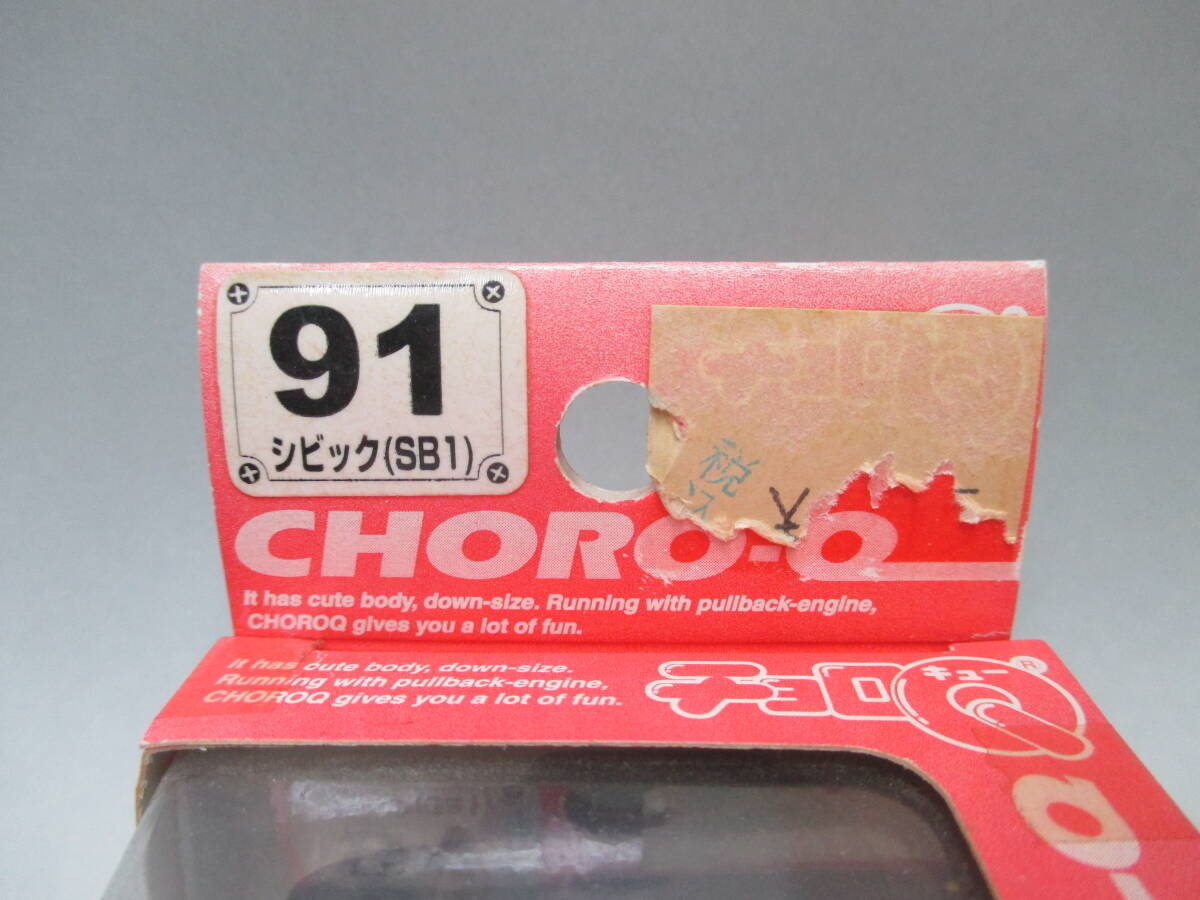 91
シビック(SB1)
税
¥
CHORO-Q
It has cute body, down-size. Running with pullback-engine,
CHOROQ gives you a lot of fun.
It has cute body, down-size.
Running with pullback-engine,
CHOROQ gives you a lot of fun.
チョロQ
キュー
®